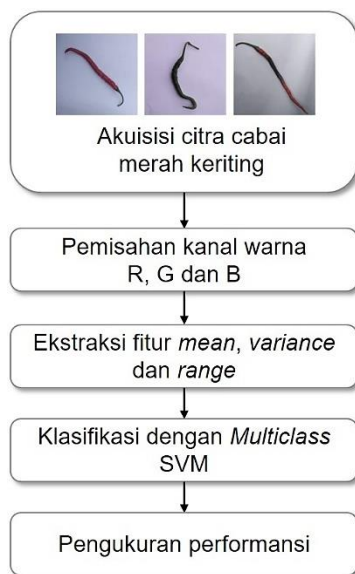 Akuisisi citra cabai
merah keriting
Pemisahan kanal warna
R, G dan B
Ekstraksi fitur mean, variance
dan range
Klasifikasi dengan Multiclass
SVM
Pengukuran performansi